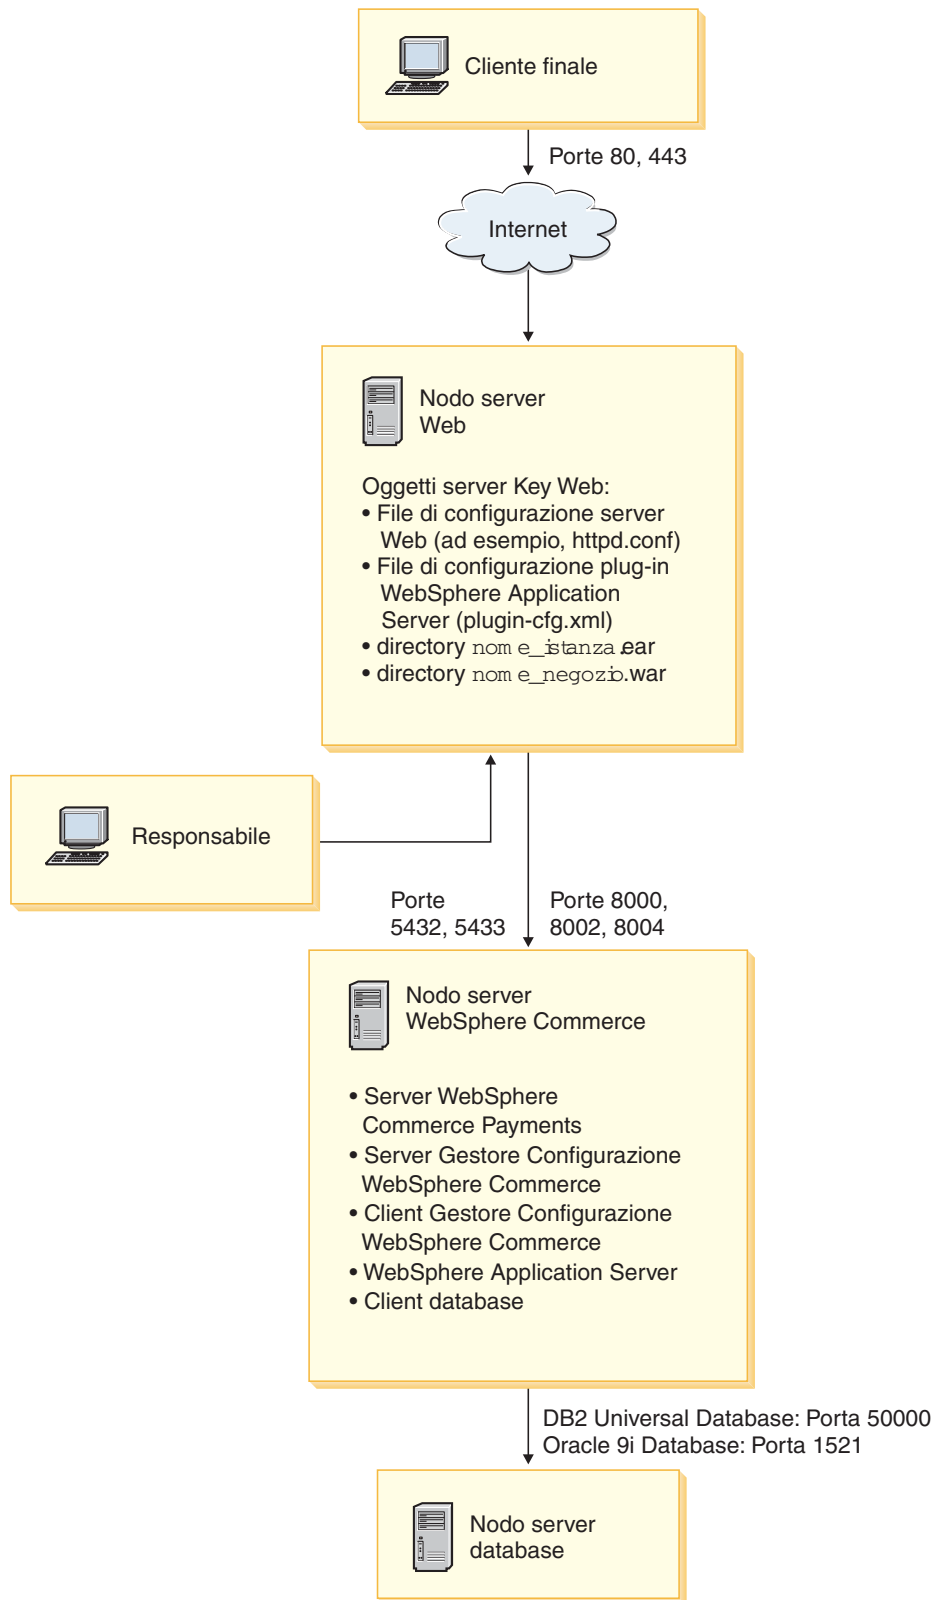 Cliente finale
Porte 80, 443
Internet
Nodo server
Web
Oggetti server Key Web:
• File di configurazione server
Web (ad esempio, httpd.conf)
• File di configurazione plug-in
WebSphere Application
Server (plugin-cfg.xml)
• directory nome_istanza.ear
• directory nome_negozio.war
Responsabile
Porte
5432, 5433
Porte 8000,
8002, 8004
Nodo server
WebSphere Commerce
• Server WebSphere
Commerce Payments
• Server Gestore Configurazione
WebSphere Commerce
• Client Gestore Configurazione
WebSphere Commerce
• WebSphere Application Server
• Client database
DB2 Universal Database: Porta 50000
Oracle 9i Database: Porta 1521
Nodo server
database